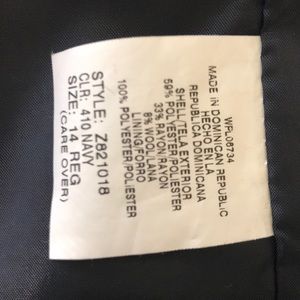 WPL06734
MADE IN DOMINICAN REPUBLIC
HECHO EN LA
REPUBLICA DOMINICANA
SHELL/TELA EXTERIOR
59% POLYESTER/POLIESTER
33% RAYON/RAYON
8% WOOL/LANA
LINING/FORRO
100% POLYESTER/POLIESTER
STYLE: Z821018
CLR: 410 NAVY
SIZE: 14 REG
(CARE OVER)